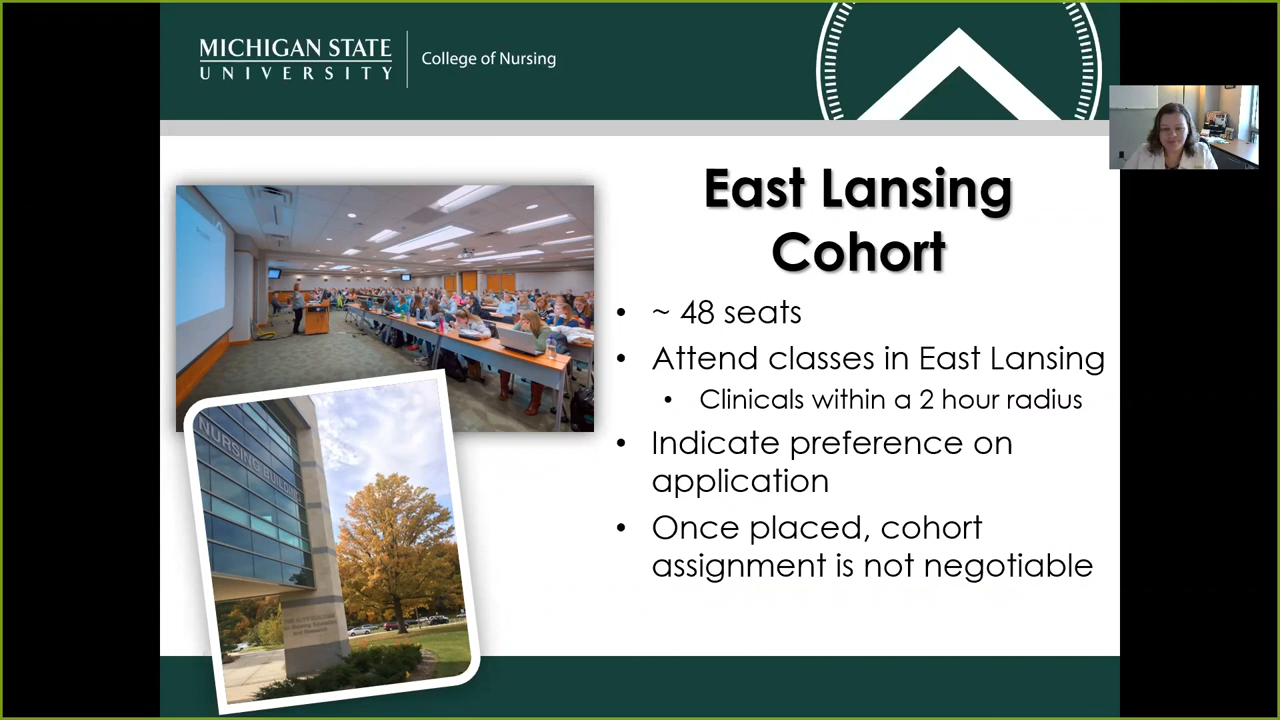 MICHIGAN STATE
UNIVERSITY
College of Nursing
East Lansing
Cohort
• ~ 48 seats
• Attend classes in East Lansing
• Clinicals within a 2 hour radius
• Indicate preference on
application
• Once placed, cohort
assignment is not negotiable
NURSING BUILDING